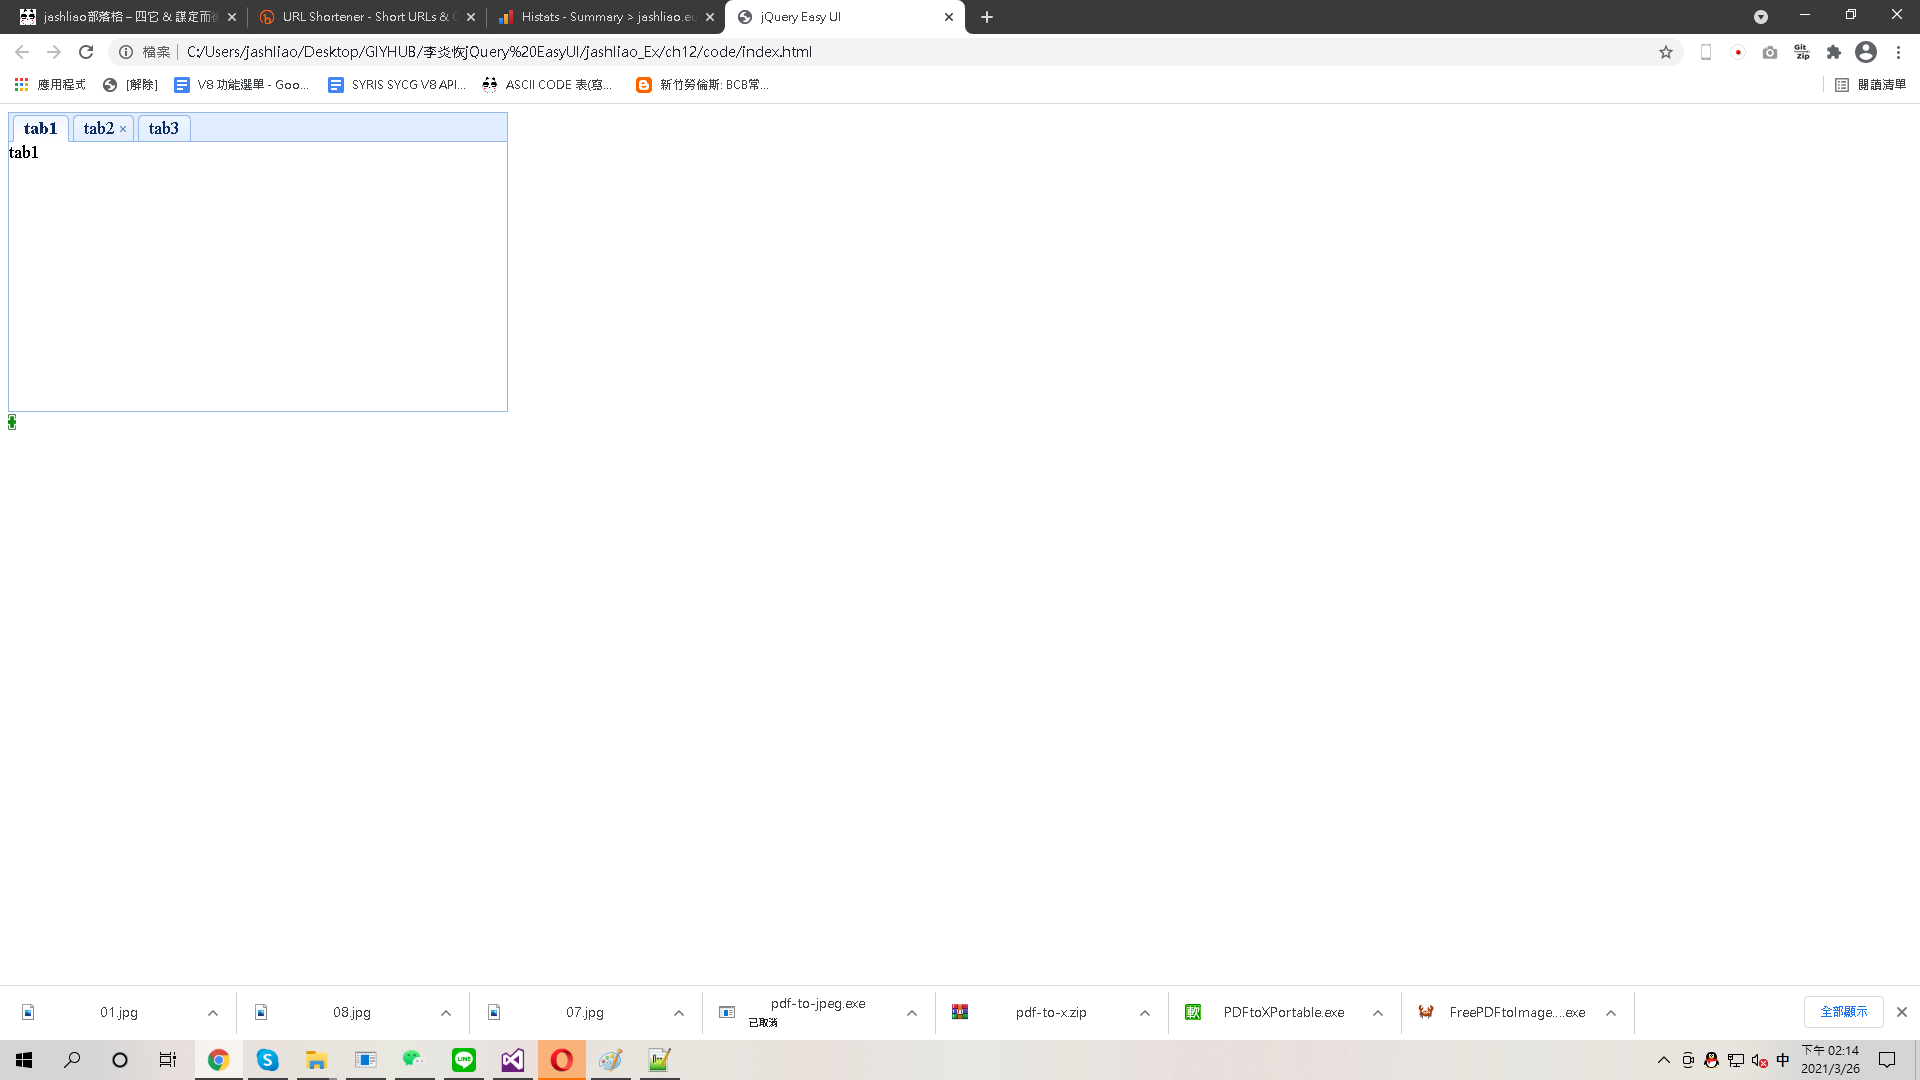 jashliao部落格 – 四它 & 謀定而後
URL Shortener - Short URLs & C
Histats - Summary > jashliao.eu
jQuery Easy UI
檔案
C:/Users/jashliao/Desktop/GIYHUB/李炎恢jQuery%20EasyUI/jashliao_Ex/ch12/code/index.html
Git
Zip
應用程式
[解除]
V8 功能選單 - Goo...
SYRIS SYCG V8 API...
ASCII CODE 表(寫...
新竹勞倫斯: BCB常...
閱讀清單
tab1
tab2
tab3
tab1
01.jpg
08.jpg
07.jpg
pdf-to-jpeg.exe
已取消
pdf-to-x.zip
軟
PDFtoXPortable.exe
FreePDFtoImage....exe
全部顯示
中
下午 02:14
2021/3/26